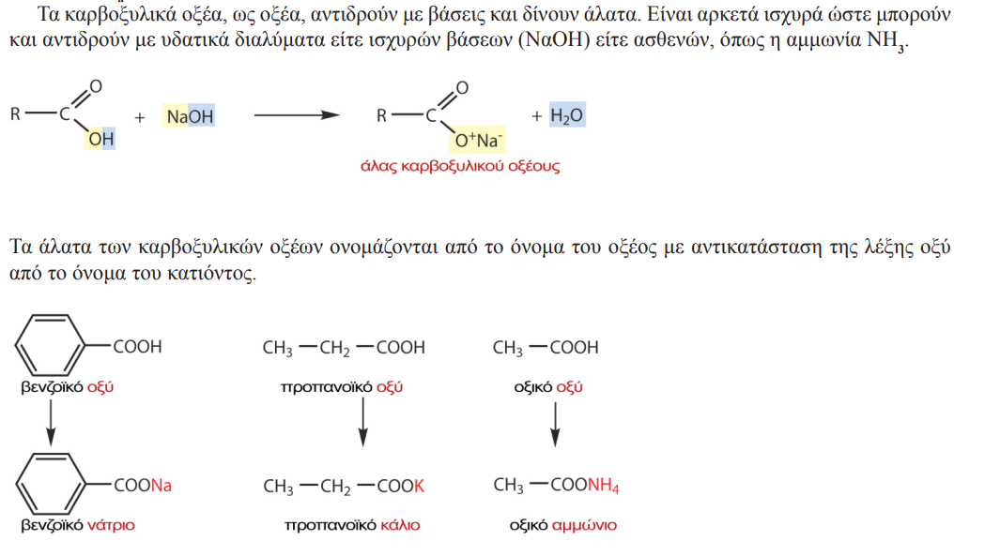 Τα καρβοξυλικά οξέα, ως οξέα, αντιδρούν με βάσεις και δίνουν άλατα. Είναι αρκετά ισχυρά ώστε μπορούν
και αντιδρούν με υδατικά διαλύματα είτε ισχυρών βάσεων (NaOH) είτε ασθενών, όπως η αμμωνία NH₃.
O O
R—C + NaOH R—C + H₂O
OH O⁺Na⁻
άλας καρβοξυλικού οξέους
Τα άλατα των καρβοξυλικών οξέων ονομάζονται από το όνομα του οξέος με αντικατάσταση της λέξης οξύ
από το όνομα του κατιόντος.
COOH CH₃—CH₂—COOH CH₃—COOH
βενζοϊκό οξύ προπανοϊκό οξύ οξικό οξύ
COONa CH₃—CH₂—COOK CH₃—COONH₄
βενζοϊκό νάτριο προπανοϊκό κάλιο οξικό αμμώνιο